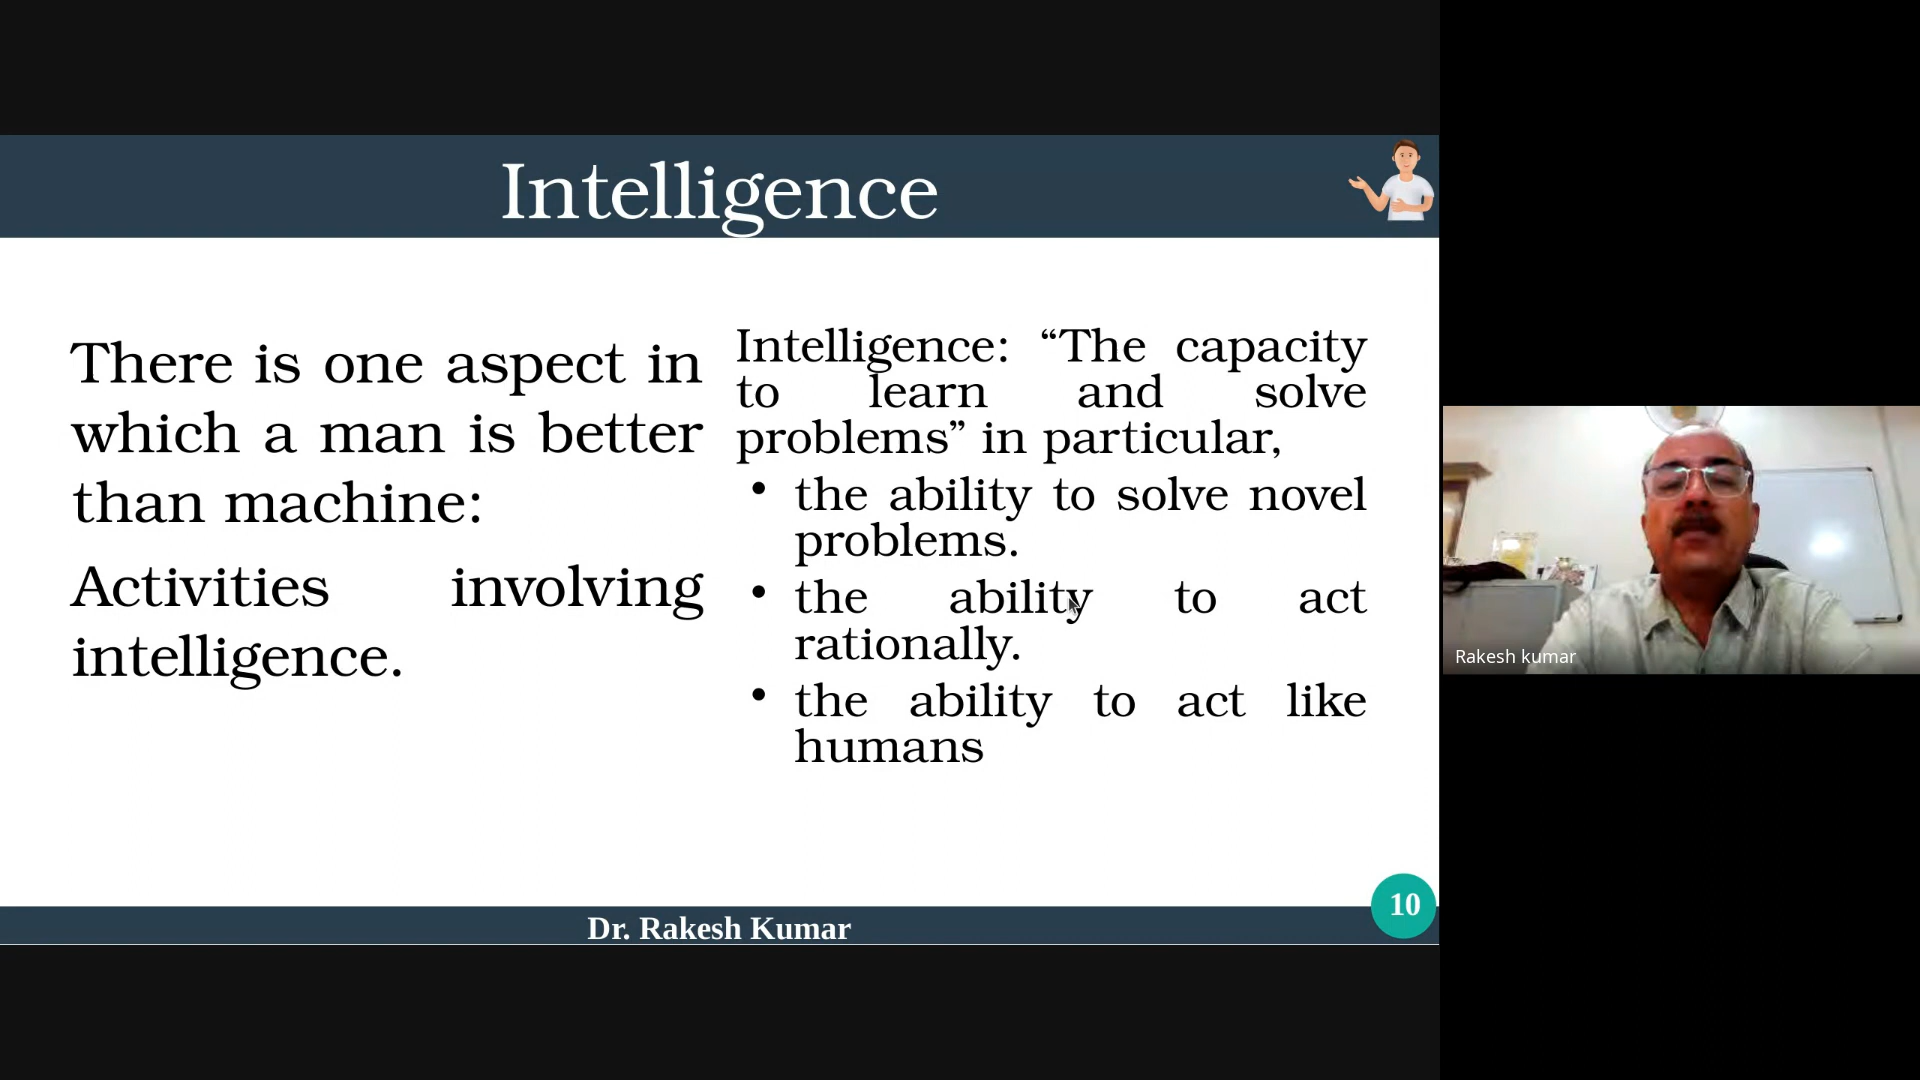 Intelligence
There is one aspect in
which a man is better
than machine:
Activities involving
intelligence.
Intelligence: “The capacity
to learn and solve
problems” in particular,
• the ability to solve novel
problems.
• the ability to act
rationally.
• the ability to act like
humans
Rakesh kumar
10
Dr. Rakesh Kumar